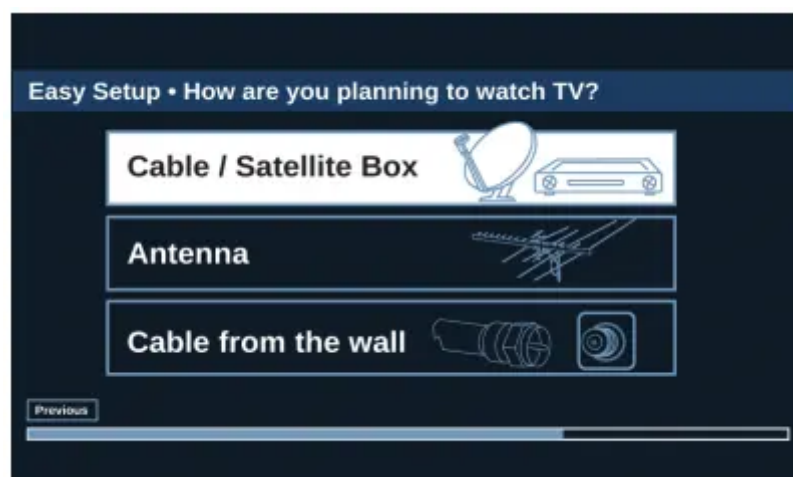 Easy Setup • How are you planning to watch TV?
Cable / Satellite Box
Antenna
Cable from the wall
Previous